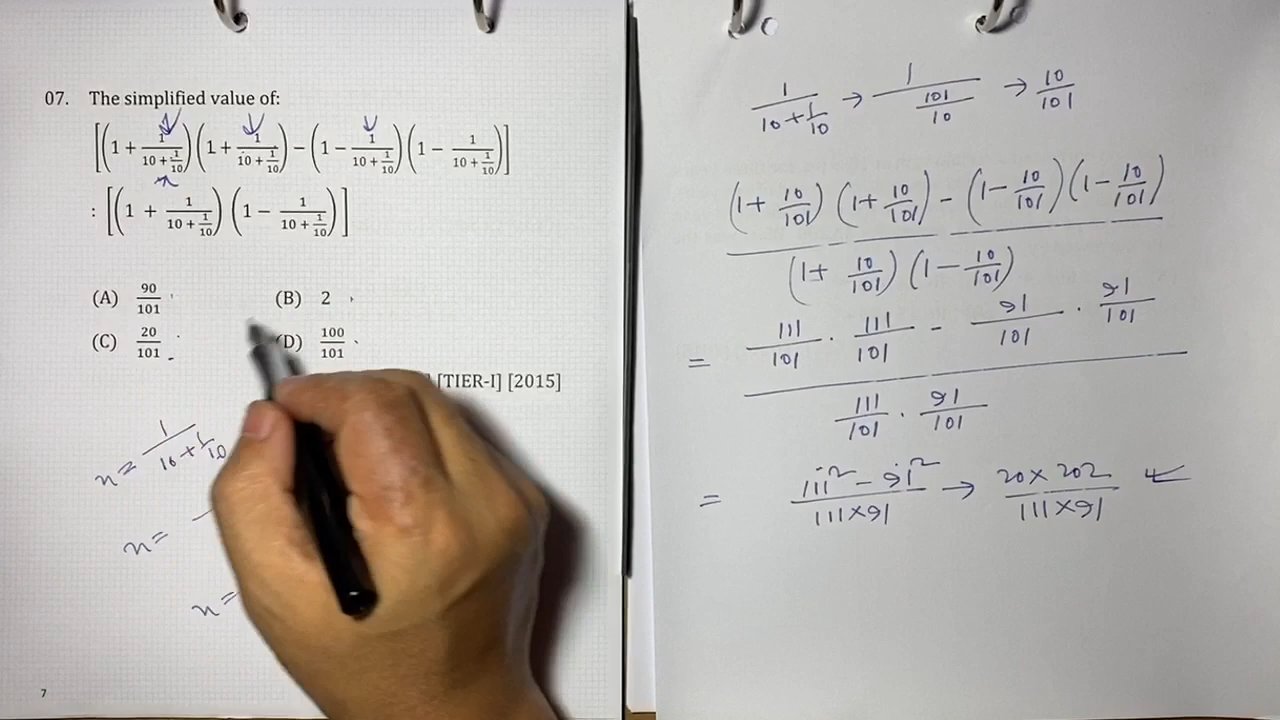 07. The simplified value of:
[(1 + 1/(10 + 1/10)) (1 + 1/(10 + 1/10)) − (1 − 1/(10 + 1/10)) (1 − 1/(10 + 1/10))]
n
: [(1 + 1/(10 + 1/10)) (1 − 1/(10 + 1/10))]
(A) 90/101 (B) 2
(C) 20/101 (D) 100/101
] [TIER-I] [2015]
n = 1/(10 + 1/10)
n =
n =
7
1/(10 + 1/10) → 1/(101/10) → 10/101
((1 + 10/101) (1 + 10/101) − (1 − 10/101) (1 − 10/101)) / ((1 + 10/101) (1 − 10/101))
= (111/101 · 111/101 − 91/101 · 91/101) / (111/101 · 91/101)
= (111² − 91²)/(111×91) → (20 × 202)/(111×91)